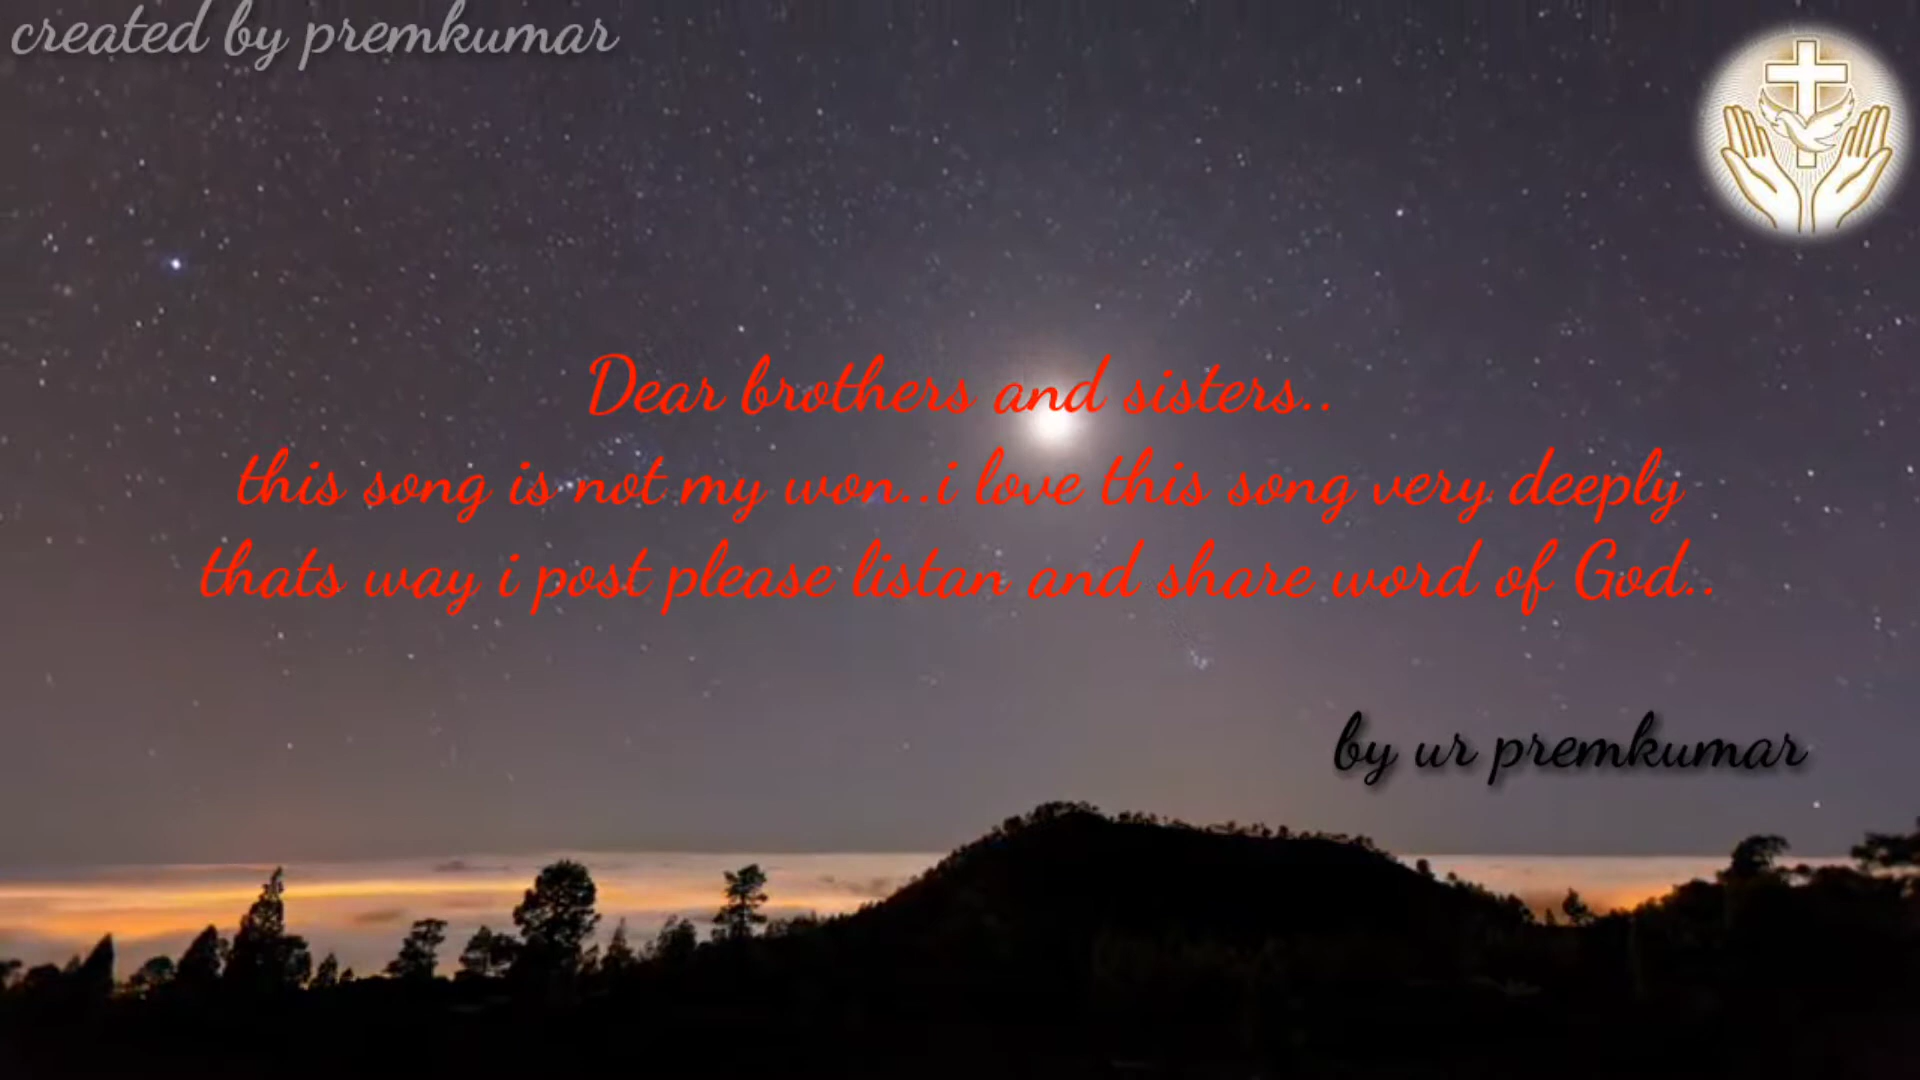 created by premkumar
Dear brothers and sisters..
this song is not my won..i love this song very deeply
thats way i post please listan and share word of God..
by ur premkumar